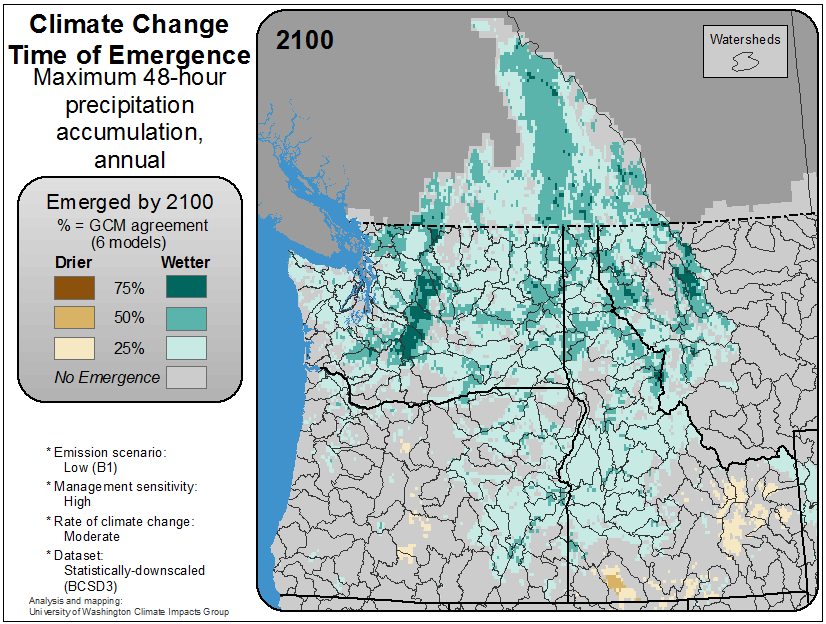 Climate Change
Time of Emergence
Maximum 48-hour
precipitation
accumulation,
annual
Emerged by 2100
% = GCM agreement
(6 models)
Drier Wetter
75%
50%
25%
No Emergence
* Emission scenario:
Low (B1)
* Management sensitivity:
High
* Rate of climate change:
Moderate
* Dataset:
Statistically-downscaled
(BCSD3)
Analysis and mapping:
University of Washington Climate Impacts Group
2100
Watersheds